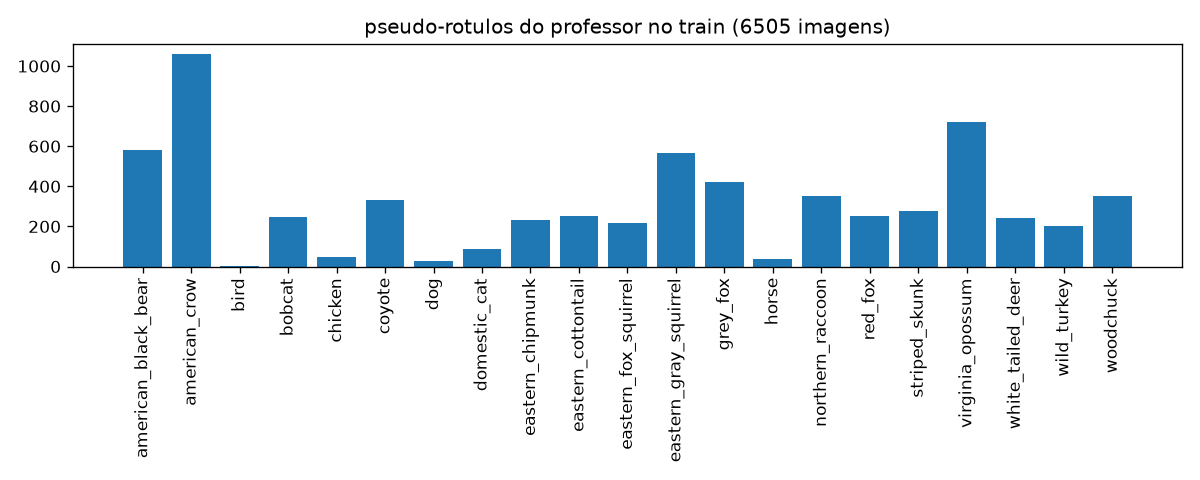 pseudo-rotulos do professor no train (6505 imagens)
1000
800
600
400
200
0
american_black_bear
american_crow
bird
bobcat
chicken
coyote
dog
domestic_cat
eastern_chipmunk
eastern_cottontail
eastern_fox_squirrel
eastern_gray_squirrel
grey_fox
horse
northern_raccoon
red_fox
striped_skunk
virginia_opossum
white_tailed_deer
wild_turkey
woodchuck